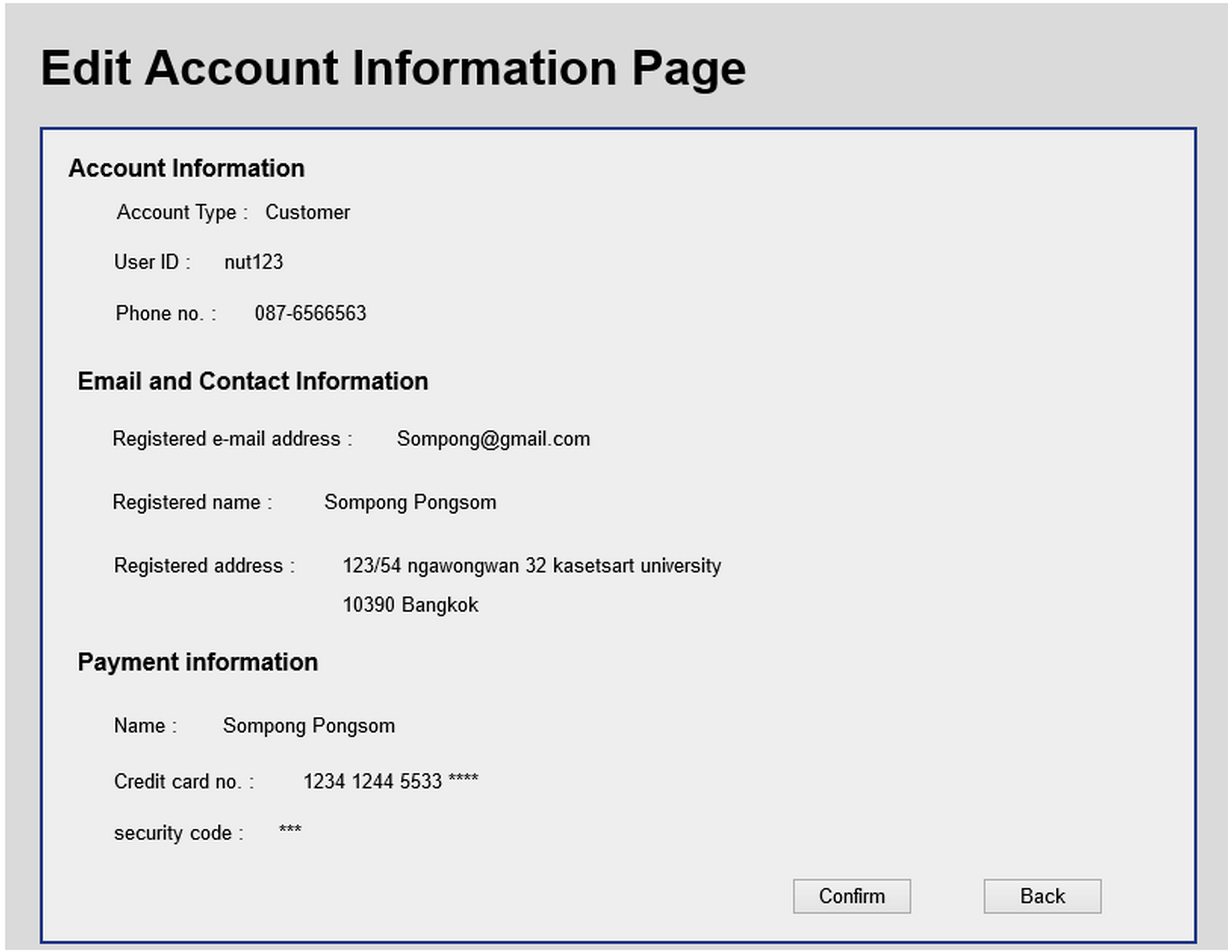 Edit Account Information Page
Account Information
Account Type : Customer
User ID : nut123
Phone no. : 087-6566563
Email and Contact Information
Registered e-mail address : Sompong@gmail.com
Registered name : Sompong Pongsom
Registered address : 123/54 ngawongwan 32 kasetsart university
10390 Bangkok
Payment information
Name : Sompong Pongsom
Credit card no. : 1234 1244 5533 ****
security code : ***
Confirm Back